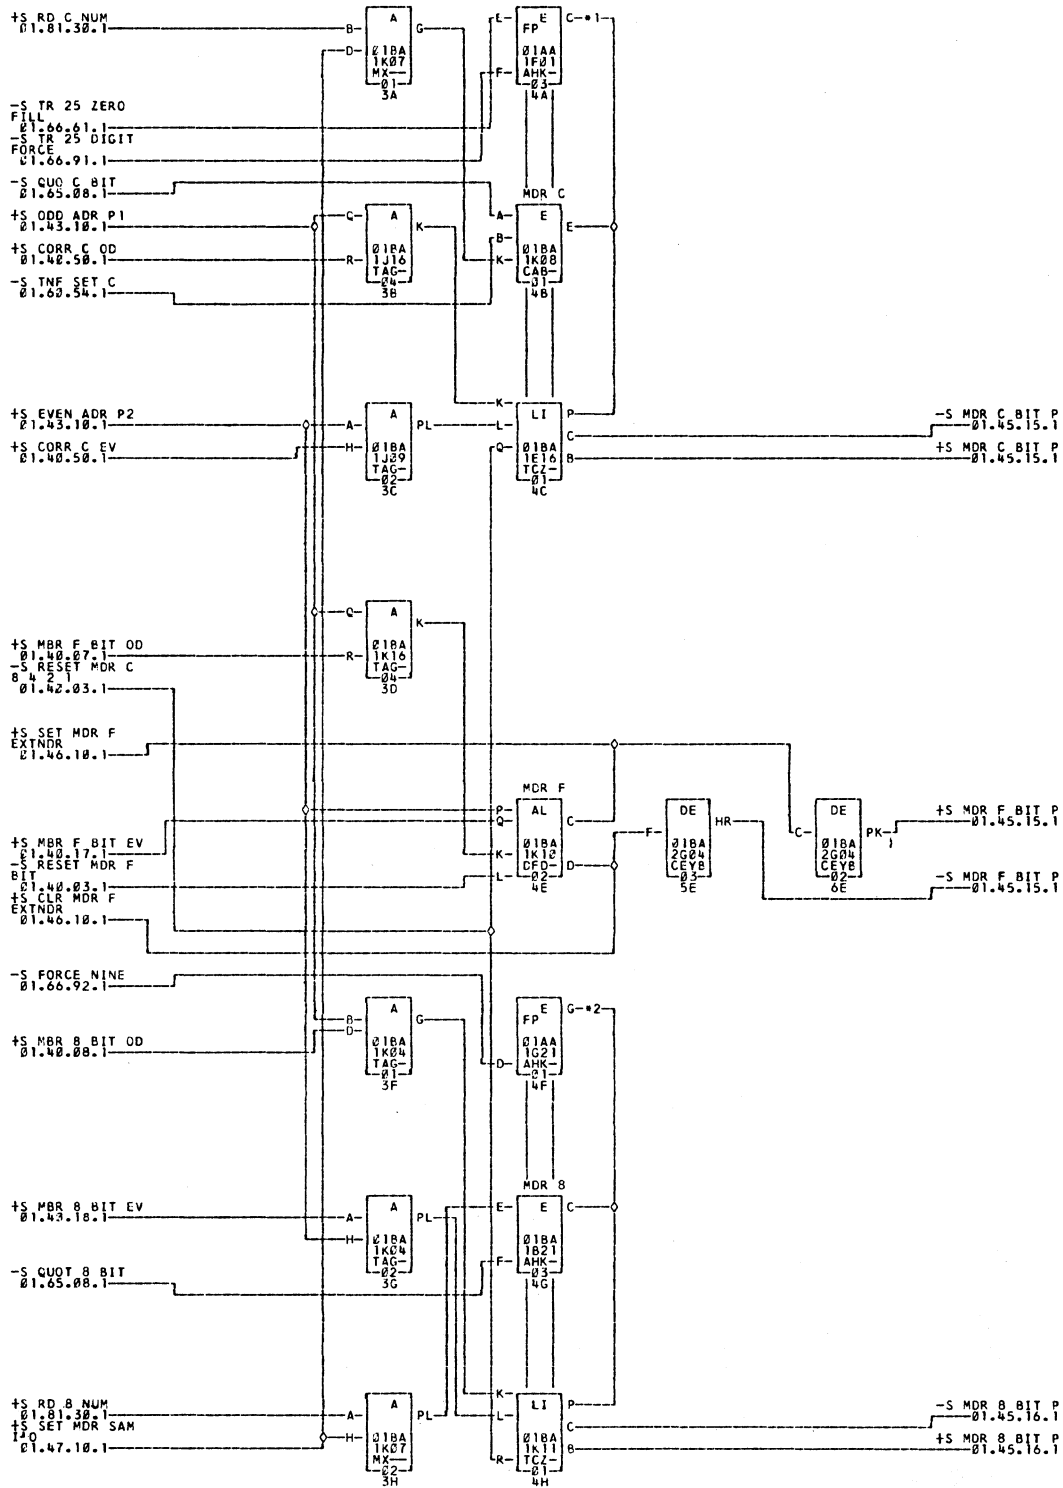 +S RD C NUM
01.81.30.1
B
D
A
01BA
1K07
MX--
01
3A
G
E
F
E
FP
01AA
1F01
AHK-
03
4A
C
*1
-S TR 25 ZERO
FILL
01.66.61.1
-S TR 25 DIGIT
FORCE
01.66.91.1
-S QUO C BIT
01.65.08.1
+S ODD ADR P1
01.43.10.1
+S CORR C OD
01.40.50.1
-S TNF SET C
01.60.54.1
Q
R
A
01BA
1J16
TAG-
04
3B
K
MDR C
A
B
K
E
01BA
1K08
CAB-
01
4B
E
+S EVEN ADR P2
01.43.10.1
+S CORR C EV
01.40.50.1
A
H
A
01BA
1J09
TAG-
02
3C
PL
K
L
Q
LI
01BA
1E16
TCZ-
01
4C
P
C
B
-S MDR C BIT P
01.45.15.1
+S MDR C BIT P
01.45.15.1
Q
R
A
01BA
1K16
TAG-
04
3D
K
+S MBR F BIT OD
01.40.07.1
-S RESET MDR C
8 4 2 1
01.42.03.1
+S SET MDR F
EXTNDR
01.46.10.1
MDR F
P
Q
K
L
AL
01BA
1K10
DFD-
02
4E
C
D
F
DE
01BA
2G04
CEYB
03
5E
HR
C
DE
01BA
2G04
CEYB
02
6E
PK
+S MDR F BIT P
01.45.15.1
-S MDR F BIT P
01.45.15.1
+S MBR F BIT EV
01.40.17.1
-S RESET MDR F
BIT
01.40.03.1
+S CLR MDR F
EXTNDR
01.46.10.1
-S FORCE NINE
01.66.92.1
+S MBR 8 BIT OD
01.40.08.1
B
D
A
01BA
1K04
TAG-
01
3F
G
D
E
FP
01AA
1G21
AHK-
01
4F
G
*2
+S MBR 8 BIT EV
01.43.18.1
-S QUOT 8 BIT
01.65.08.1
A
H
A
01BA
1K04
TAG-
02
3G
PL
MDR 8
E
F
E
01BA
1B21
AHK-
03
4G
C
+S RD 8 NUM
01.81.30.1
+S SET MDR SAM
I-O
01.47.10.1
A
H
A
01BA
1K07
MX--
02
3H
PL
K
L
R
LI
01BA
1K11
TCZ-
01
4H
P
C
B
-S MDR 8 BIT P
01.45.16.1
+S MDR 8 BIT P
01.45.16.1